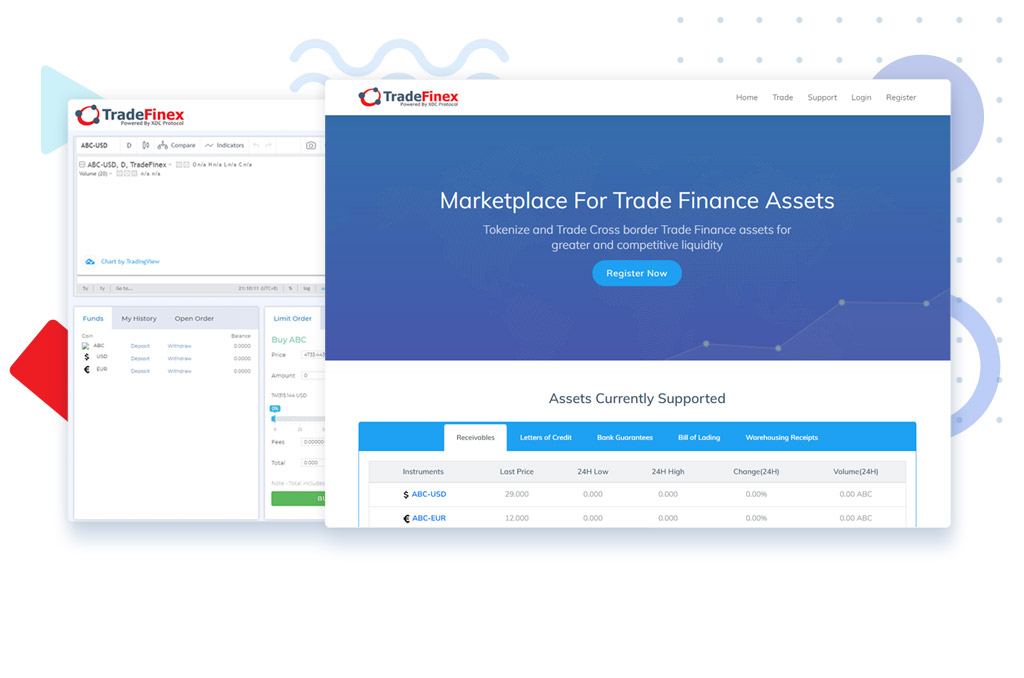 TradeFinex
Powered By XDC Protocol
ABC-USD D Compare Indicators
ABC-USD, D, TradeFinex O n/a H n/a L n/a C n/a
Volume (20) n/a n/a
Chart by TradingView
5y 1y Go to... 21:10:11 (UTC+5) % log
Funds My History Open Order
Coin Balance
ABC Deposit Withdraw 0.0000
$ USD Deposit Withdraw 0.0000
€ EUR Deposit Withdraw 0.0000
Limit Order
Buy ABC
Price
Amount 0
0%
0 25
Fees 0.00000
Total 0.000
Note - Total includes
TradeFinex
Powered By XDC Protocol
Home Trade Support Login Register
Marketplace For Trade Finance Assets
Tokenize and Trade Cross border Trade Finance assets for
greater and competitive liquidity
Register Now
Assets Currently Supported
Receivables Letters of Credit Bank Guarantees Bill of Lading Warehousing Receipts
Instruments Last Price 24H Low 24H High Change(24H) Volume(24H)
$ ABC-USD 29.000 0.000 0.000 0.00% 0.00 ABC
€ ABC-EUR 12.000 0.000 0.000 0.00% 0.00 ABC